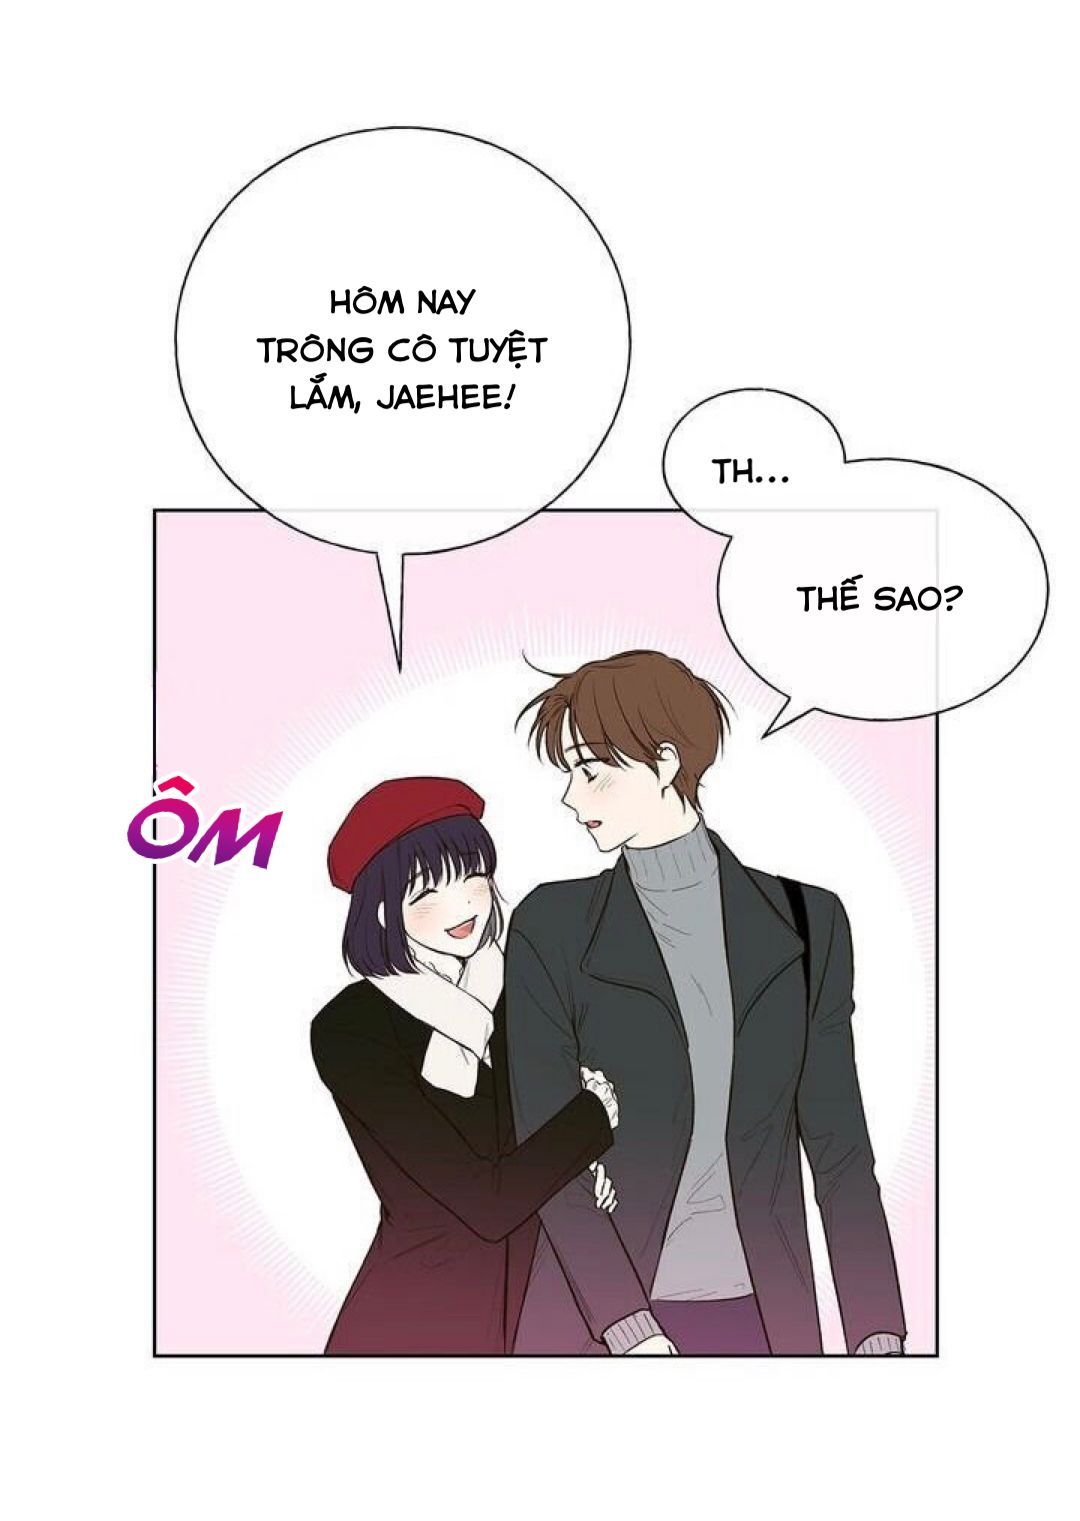 HÔM NAY
TRÔNG CÔ TUYỆT
LẮM, JAEHEE!
TH...
THẾ SAO?
ÔM